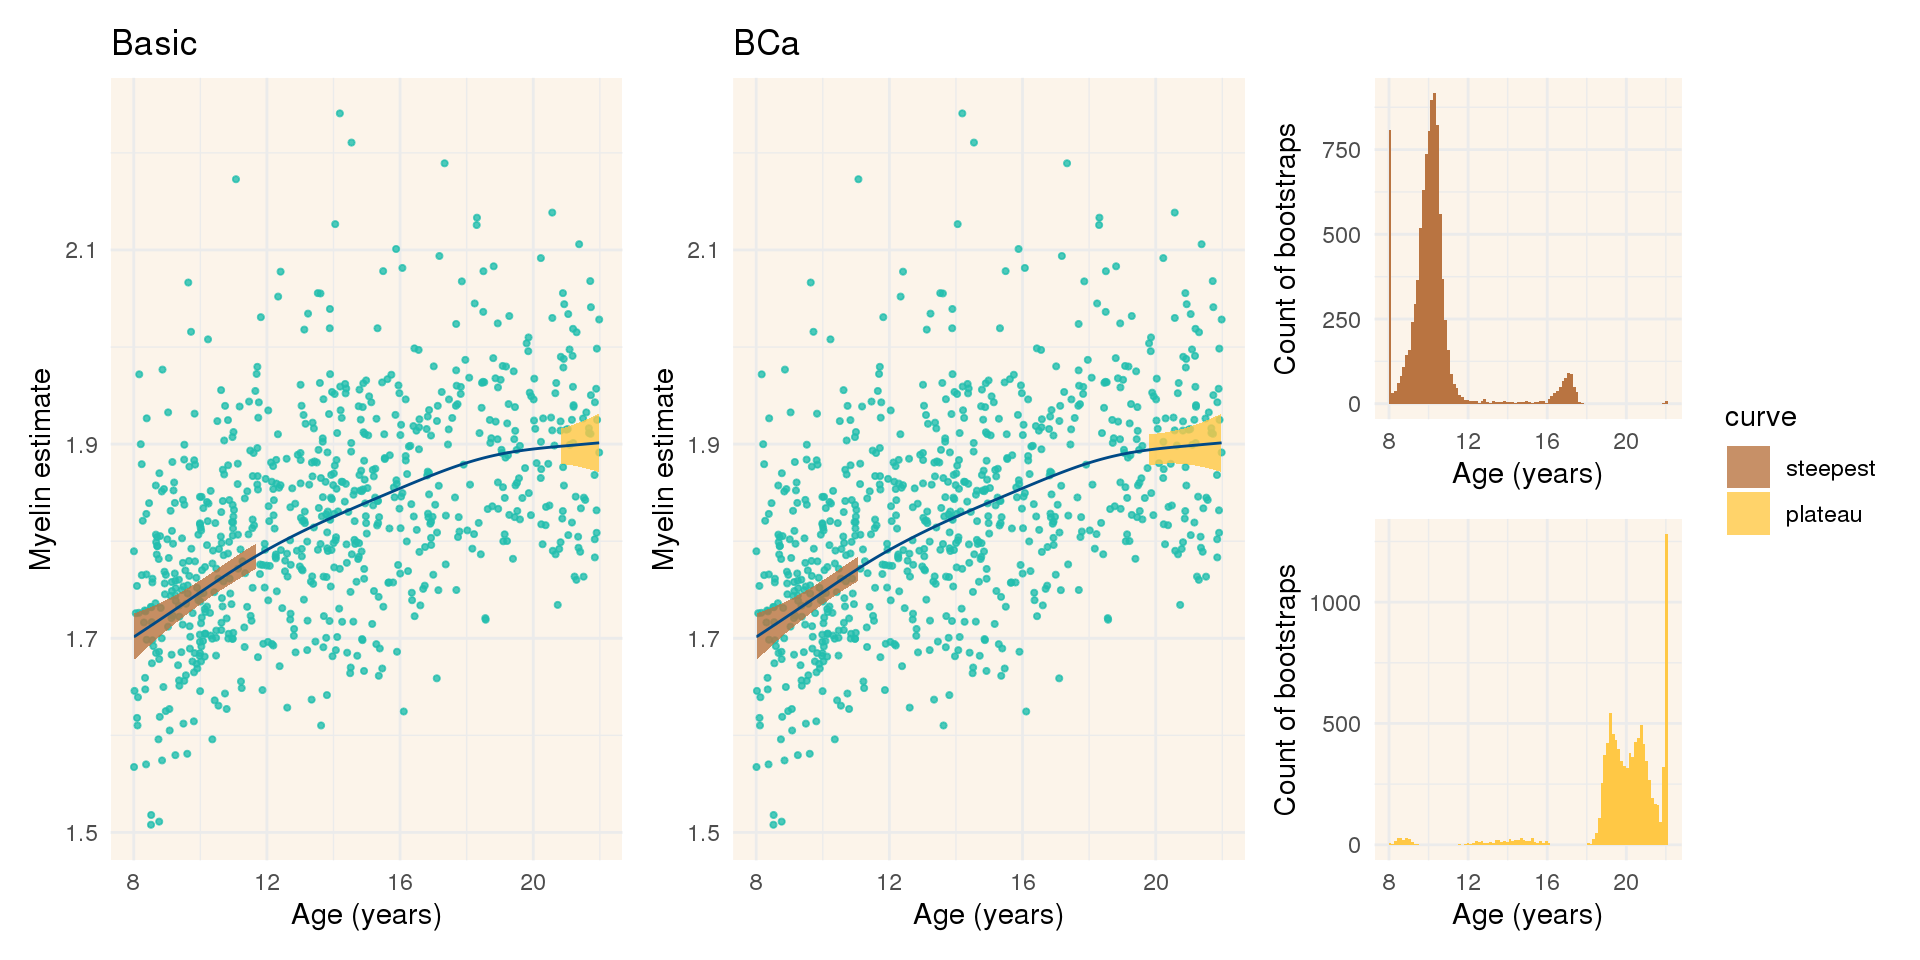 Basic
Myelin estimate
2.1
1.9
1.7
1.5
8 12 16 20
Age (years)
BCa
Myelin estimate
2.1
1.9
1.7
1.5
8 12 16 20
Age (years)
Count of bootstraps
750
500
250
0
8 12 16 20
Age (years)
Count of bootstraps
1000
500
0
8 12 16 20
Age (years)
curve
steepest
plateau